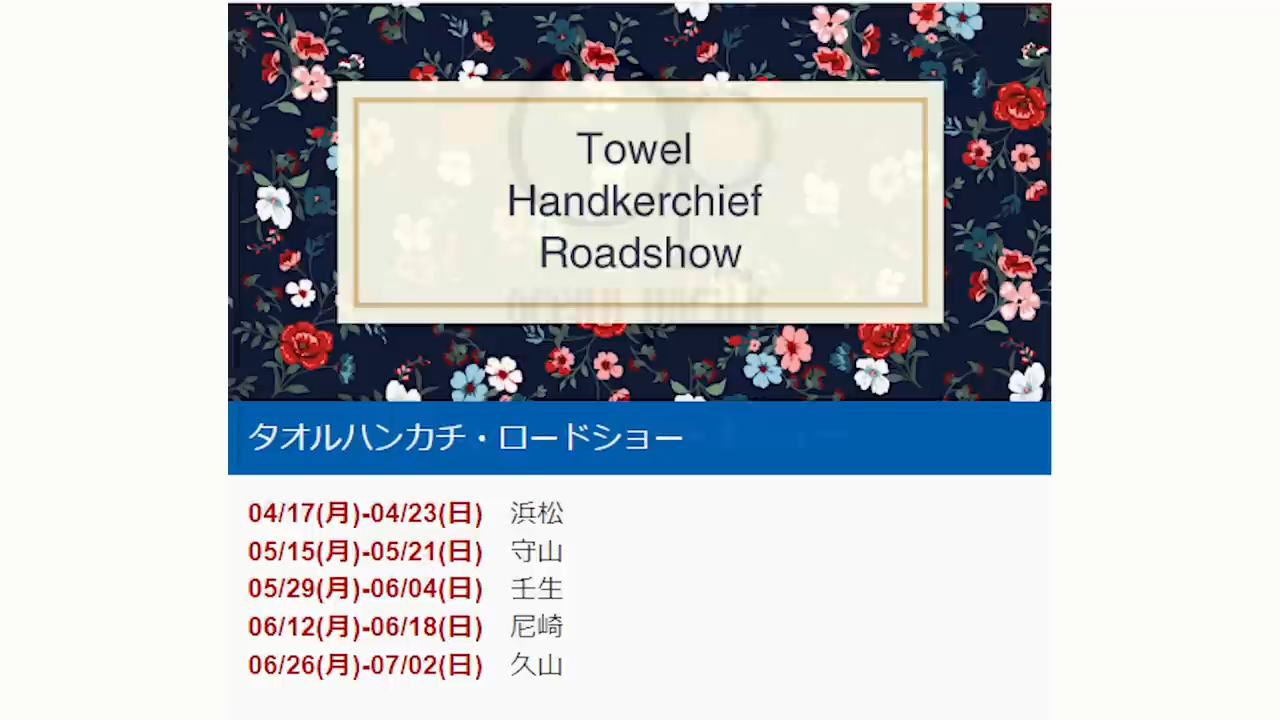 Towel
Handkerchief
Roadshow
タオルハンカチ・ロードショー
04/17(月)-04/23(日) 浜松
05/15(月)-05/21(日) 守山
05/29(月)-06/04(日) 壬生
06/12(月)-06/18(日) 尼崎
06/26(月)-07/02(日) 久山